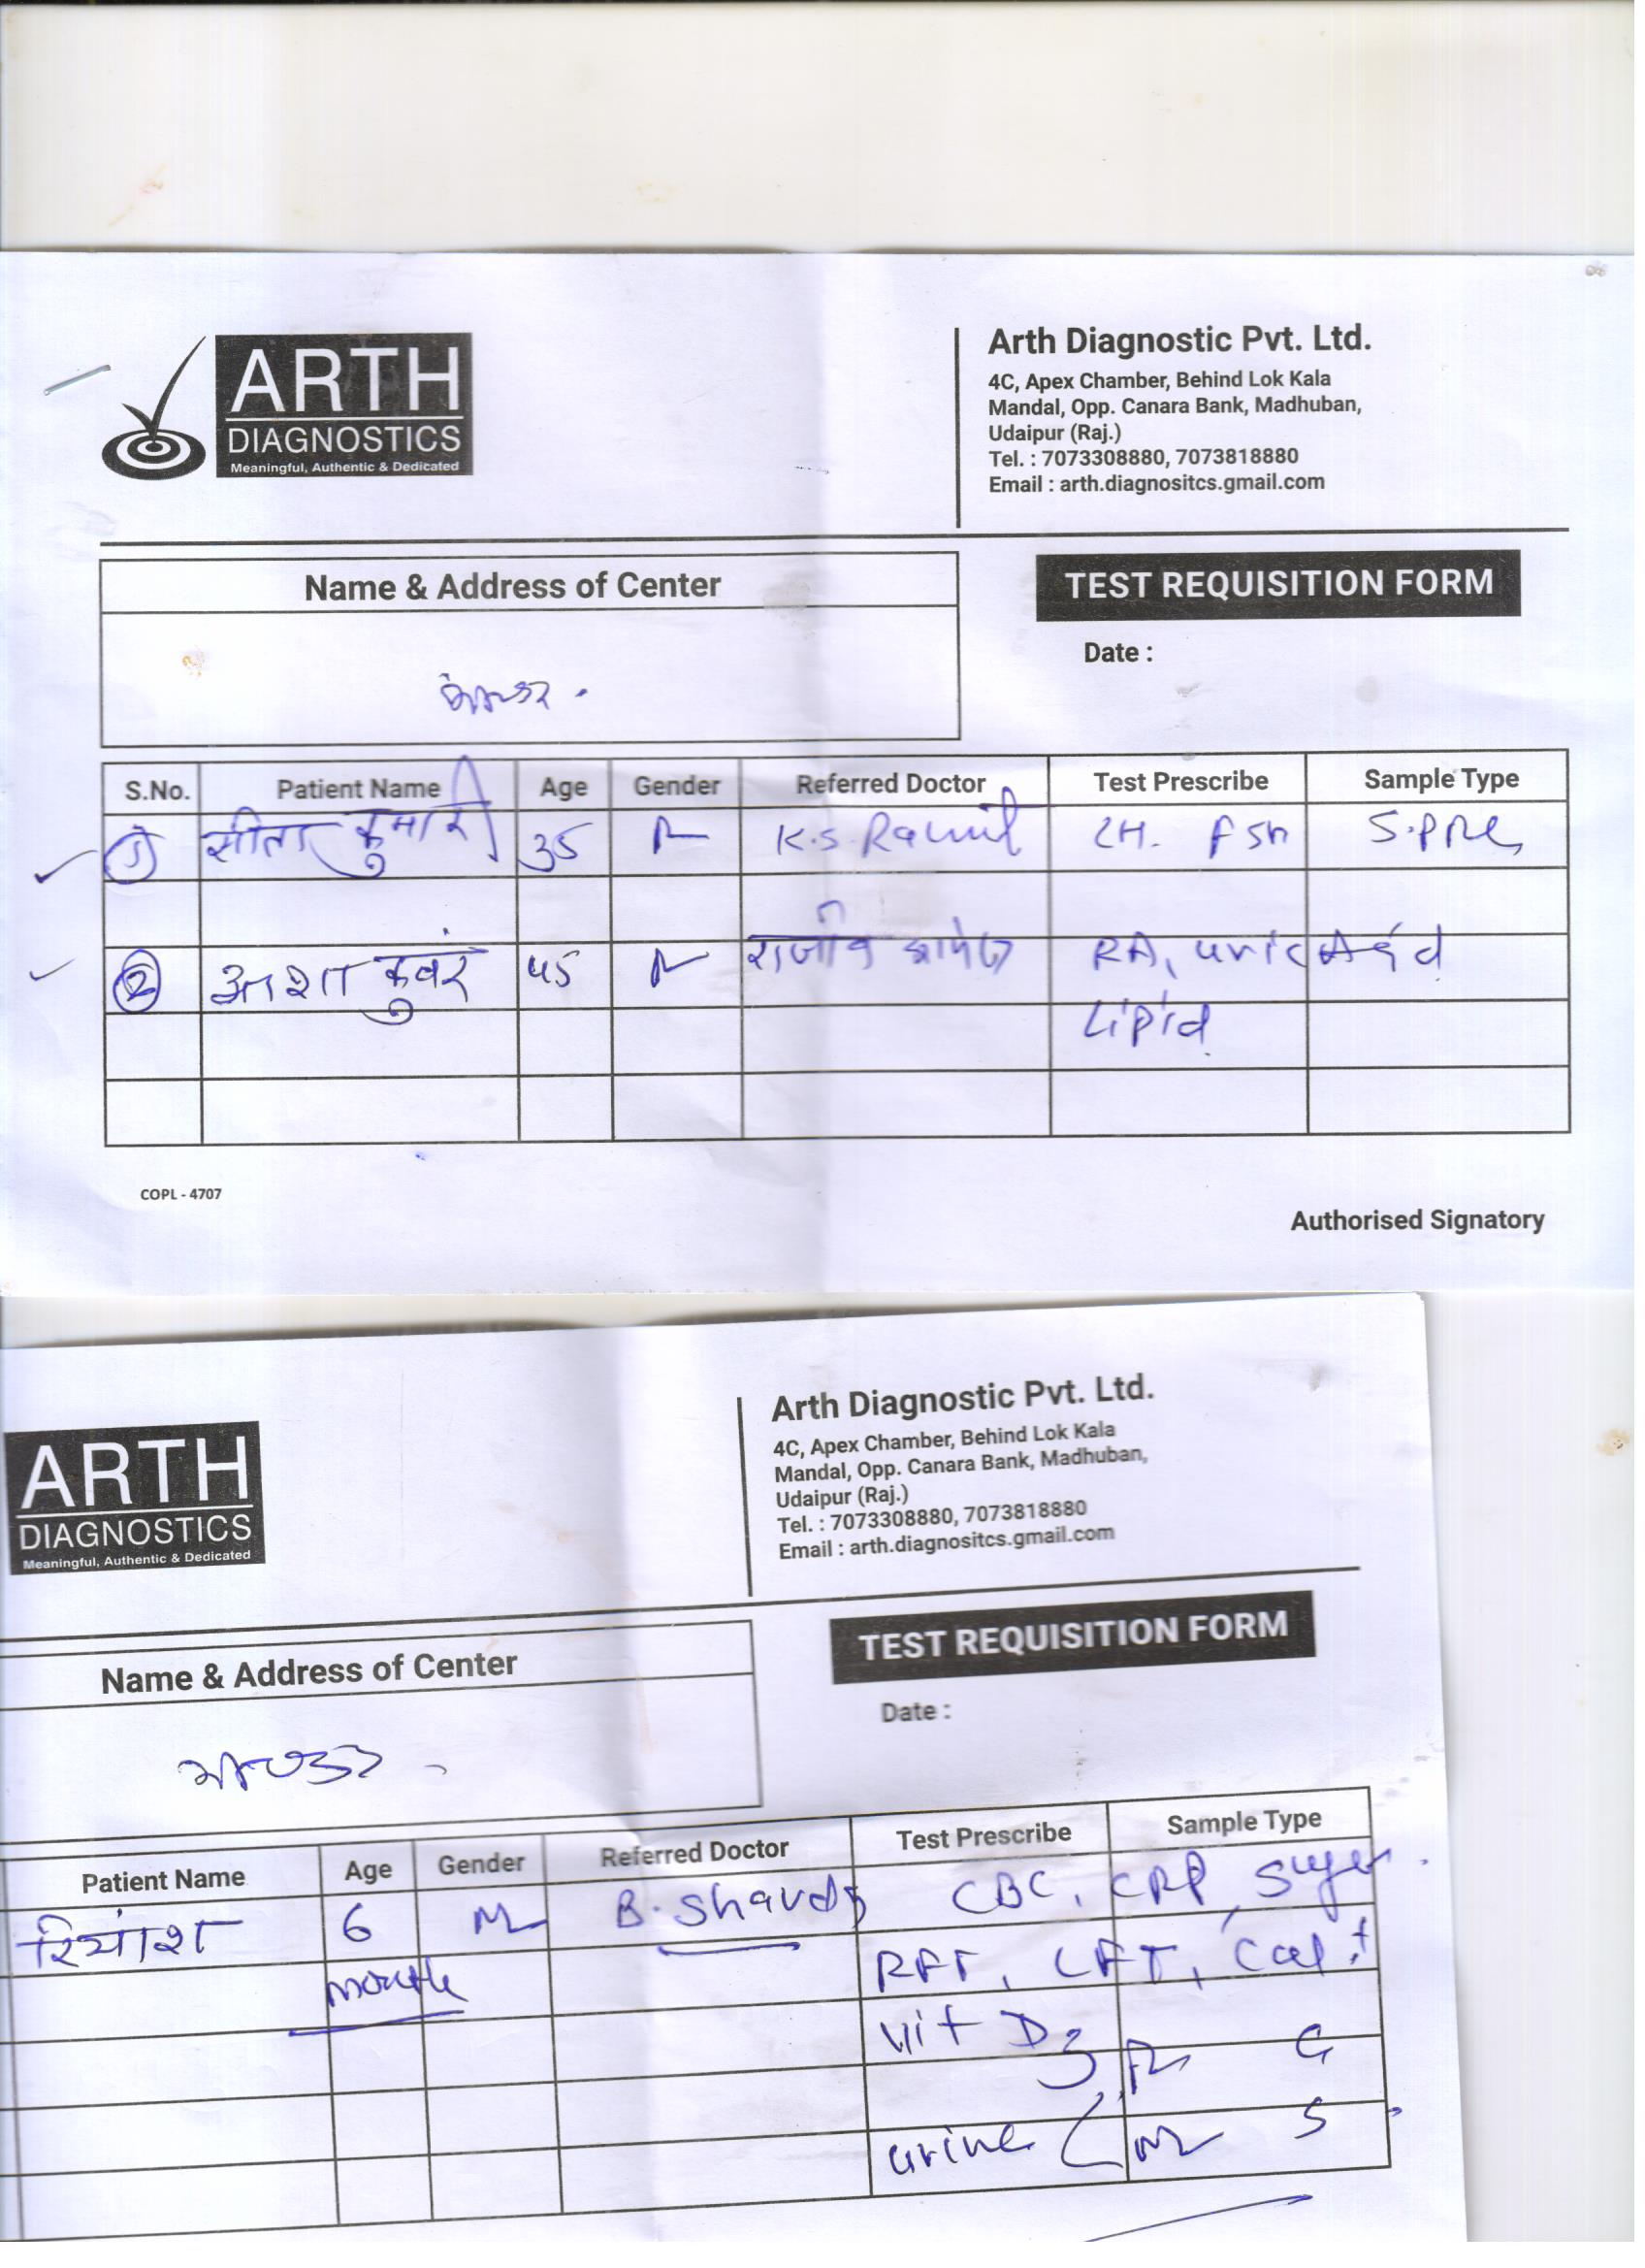 ARTH
DIAGNOSTICS
Meaningful, Authentic & Dedicated
Arth Diagnostic Pvt. Ltd.
4C, Apex Chamber, Behind Lok Kala
Mandal, Opp. Canara Bank, Madhuban,
Udaipur (Raj.)
Tel. : 7073308880, 7073818880
Email : arth.diagnositcs.gmail.com
Name & Address of Center
TEST REQUISITION FORM
Date :
S.No. Patient Name Age Gender Referred Doctor Test Prescribe Sample Type
1 सीता कुमारी 35 F K.S. LH. FSH
2 आशा कुवंर 45 F राजीव RA, uric Acid
Lipid
COPL - 4707
Authorised Signatory
ARTH
DIAGNOSTICS
Meaningful, Authentic & Dedicated
Arth Diagnostic Pvt. Ltd.
4C, Apex Chamber, Behind Lok Kala
Mandal, Opp. Canara Bank, Madhuban,
Udaipur (Raj.)
Tel. : 7073308880, 7073818880
Email : arth.diagnositcs.gmail.com
Name & Address of Center
TEST REQUISITION FORM
Date :
Patient Name Age Gender Referred Doctor Test Prescribe Sample Type
रियांश 6 M B. CBC, CRP,
month RFT, LFT,
Vit D3
urine